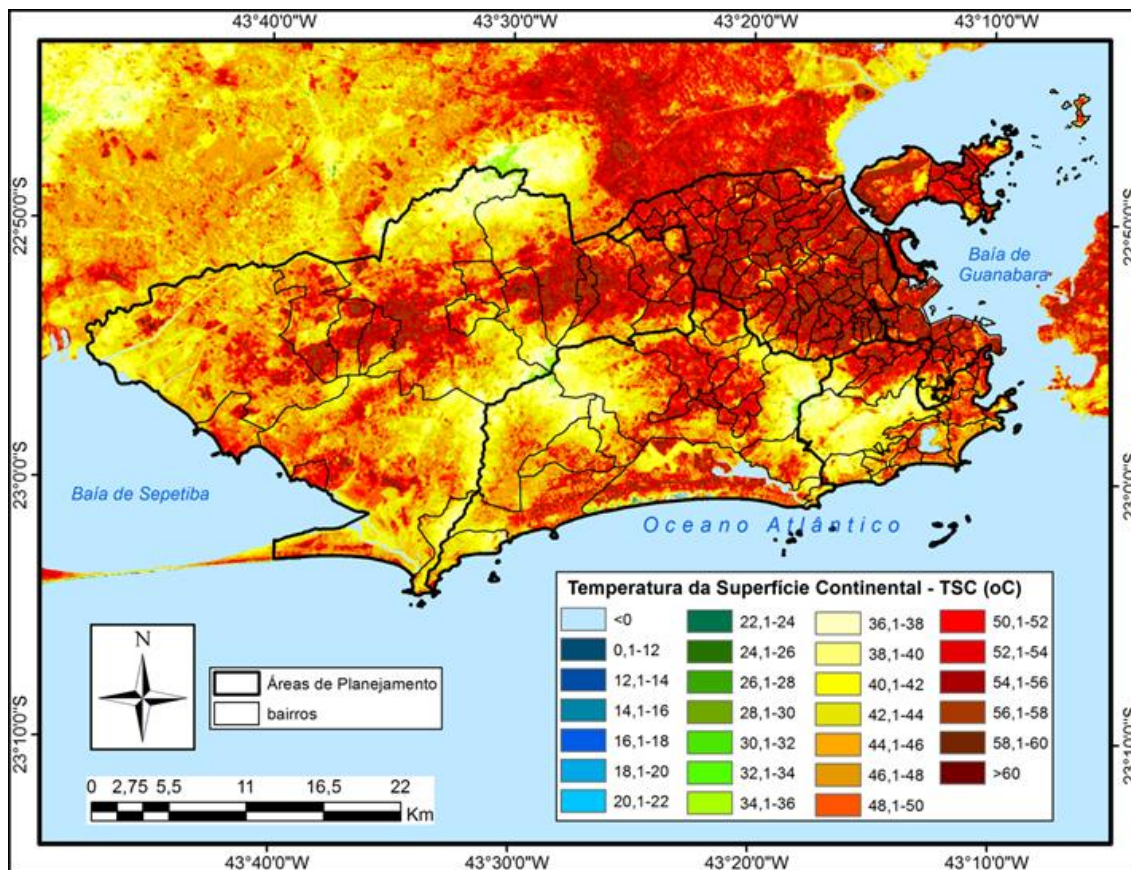 43°40'0"W 43°30'0"W 43°20'0"W 43°10'0"W
22°50'0"S
22°50'0"S
Baía de
Guanabara
23°0'0"S
23°0'0"S
Baía de Sepetiba
Oceano Atlântico
Temperatura da Superfície Continental - TSC (oC)
<0 22,1-24 36,1-38 50,1-52
0,1-12 24,1-26 38,1-40 52,1-54
12,1-14 26,1-28 40,1-42 54,1-56
14,1-16 28,1-30 42,1-44 56,1-58
16,1-18 30,1-32 44,1-46 58,1-60
18,1-20 32,1-34 46,1-48 >60
20,1-22 34,1-36 48,1-50
N
Áreas de Planejamento
bairros
23°10'0"S
23°10'0"S
0 2,75 5,5 11 16,5 22
Km
43°40'0"W 43°30'0"W 43°20'0"W 43°10'0"W